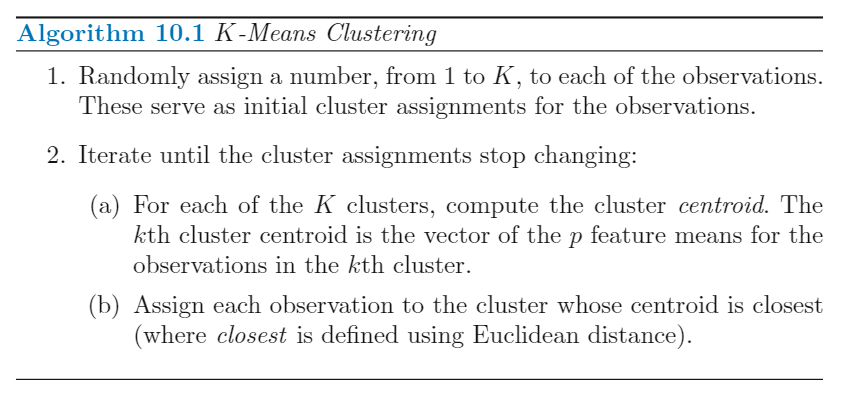 Algorithm 10.1 K-Means Clustering
1. Randomly assign a number, from 1 to K, to each of the observations.
These serve as initial cluster assignments for the observations.
2. Iterate until the cluster assignments stop changing:
(a) For each of the K clusters, compute the cluster centroid. The
kth cluster centroid is the vector of the p feature means for the
observations in the kth cluster.
(b) Assign each observation to the cluster whose centroid is closest
(where closest is defined using Euclidean distance).